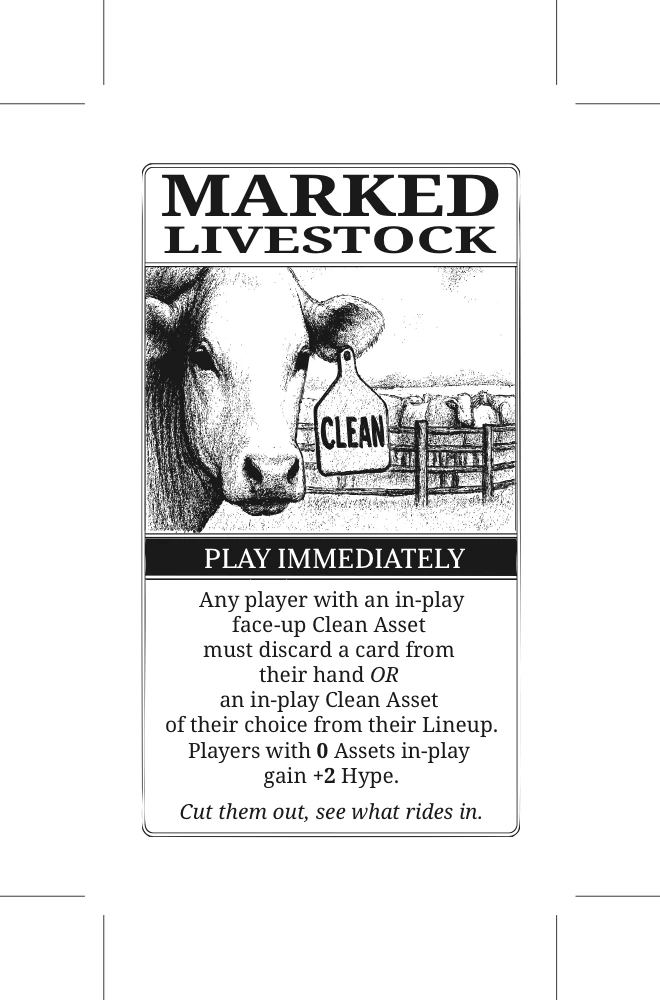 MARKED
LIVESTOCK
CLEAN
PLAY IMMEDIATELY
Any player with an in-play
face-up Clean Asset
must discard a card from
their hand OR
an in-play Clean Asset
of their choice from their Lineup.
Players with 0 Assets in-play
gain +2 Hype.
Cut them out, see what rides in.